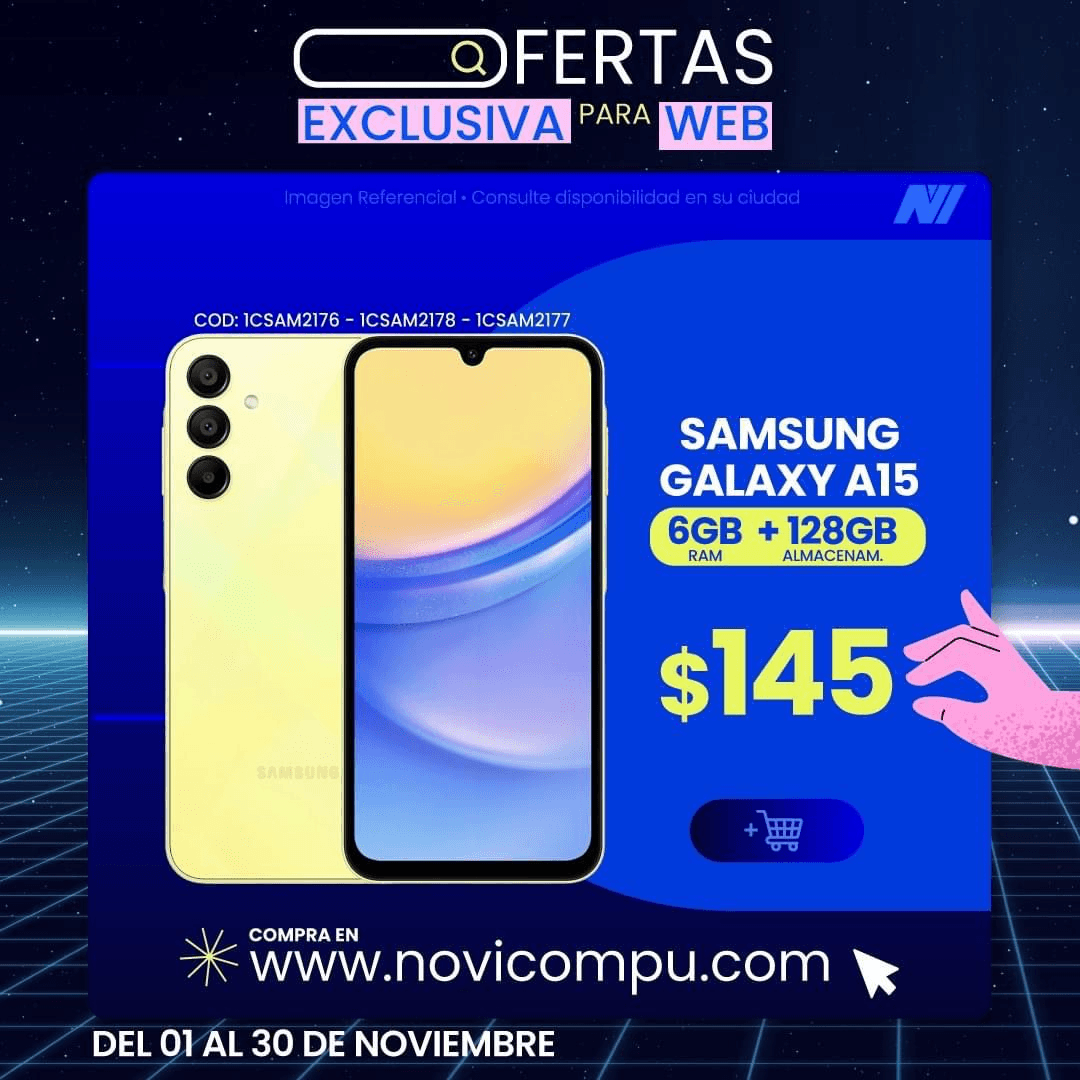 OFERTAS
EXCLUSIVA PARA WEB
Imagen Referencial • Consulte disponibilidad en su ciudad
NI
COD: 1CSAM2176 - 1CSAM2178 - 1CSAM2177
SAMSUNG
GALAXY A15
6GB + 128GB
RAM ALMACENAM.
$145
SAMSUNG
+
COMPRA EN
www.novicompu.com
DEL 01 AL 30 DE NOVIEMBRE